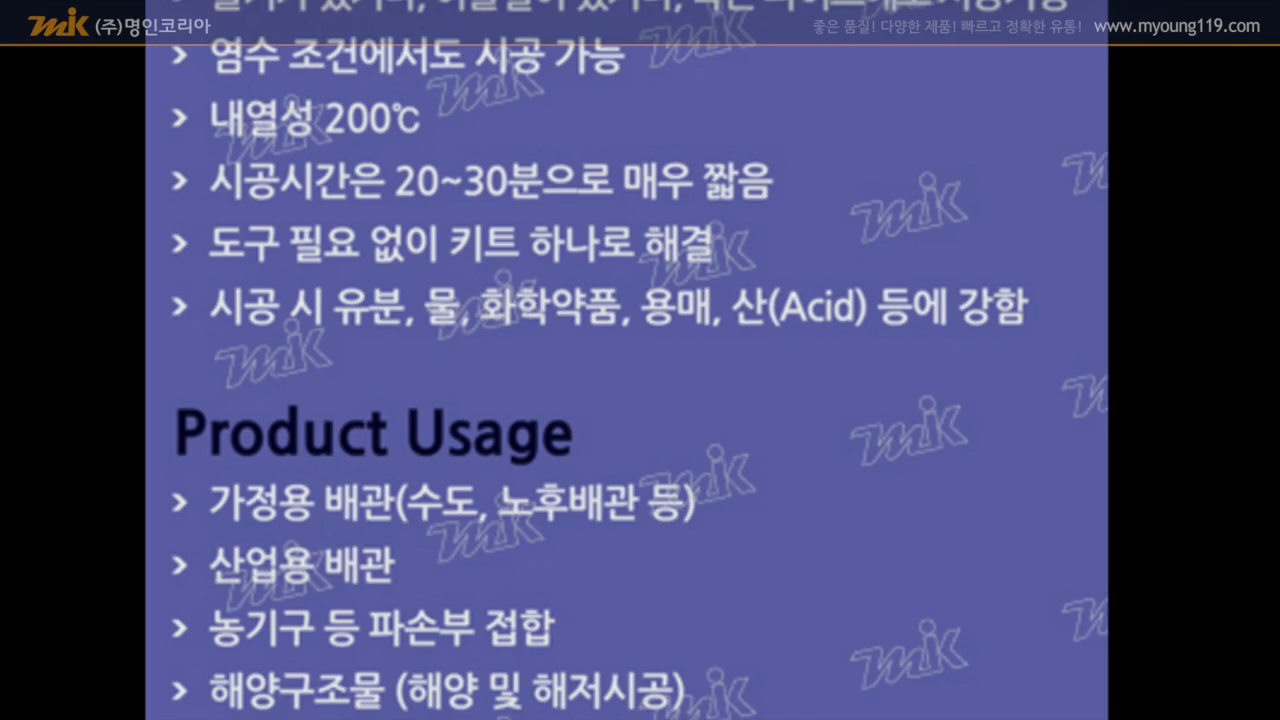 mik (주)명인코리아
좋은 품질! 다양한 제품! 빠르고 정확한 유통! www.myoung119.com
> 염수 조건에서도 시공 가능
> 내열성 200℃
> 시공시간은 20~30분으로 매우 짧음
> 도구 필요 없이 키트 하나로 해결
> 시공 시 유분, 물, 화학약품, 용매, 산(Acid) 등에 강함
Product Usage
> 가정용 배관(수도, 노후배관 등)
> 산업용 배관
> 농기구 등 파손부 접합
> 해양구조물 (해양 및 해저시공)